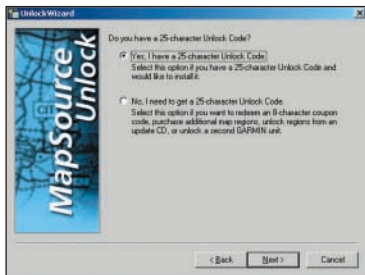 UnlockWizard
Do you have a 25-character Unlock Code?
Yes, I have a 25-character Unlock Code.
Select this option if you have a 25-character Unlock Code and
would like to install it.
No, I need to get a 25-character Unlock Code.
Select this option if you want to redeem an 8-character coupon
code, purchase additional map regions, unlock regions from an
update CD, or unlock a second GARMIN unit.
MapSource
Unlock
CIT
< Back
Next >
Cancel